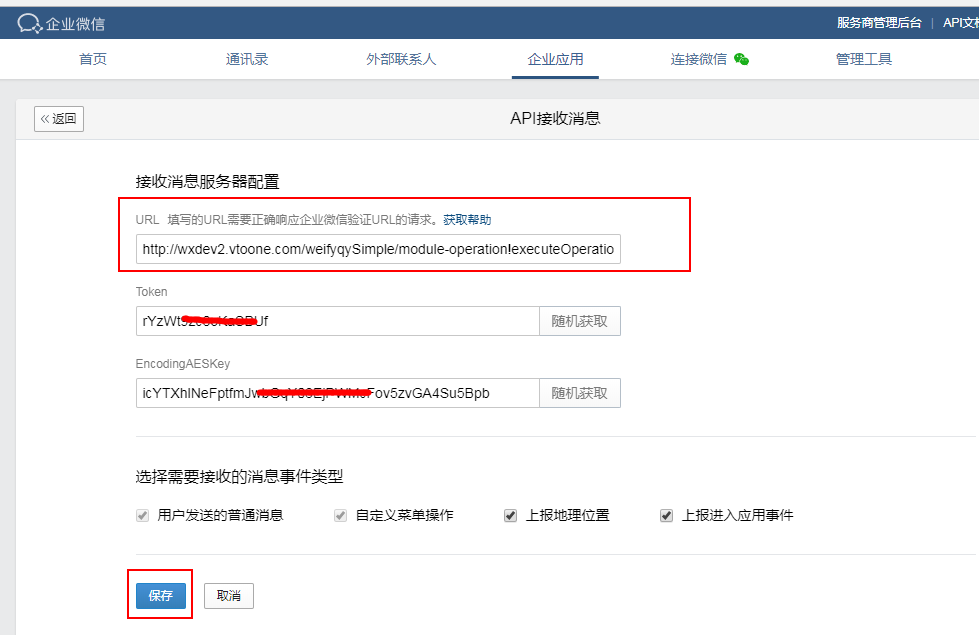 企业微信
服务商管理后台 | API文档
首页 通讯录 外部联系人 企业应用 连接微信 管理工具
返回 API接收消息
接收消息服务器配置
URL 填写的URL需要正确响应企业微信验证URL的请求。获取帮助
http://wxdev2.vtoone.com/weifyqySimple/module-operation!executeOperatio
Token
rYzWt Uf 随机获取
EncodingAESKey
icYTXhINeFptfmJw Fov5zvGA4Su5Bpb 随机获取
选择需要接收的消息事件类型
用户发送的普通消息 自定义菜单操作 上报地理位置 上报进入应用事件
保存 取消